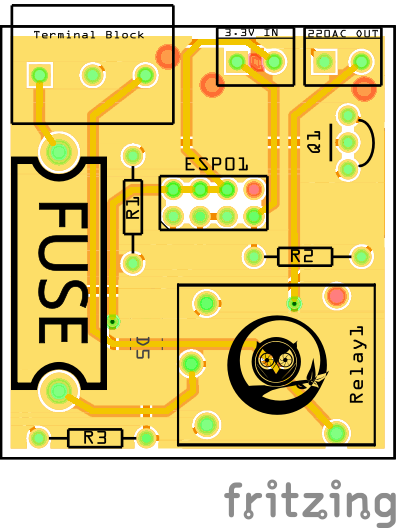 Terminal Block
3.3V IN
220AC OUT
Q1
ESP01
R1
FUSE
R2
D5
Relay1
R3
fritzing